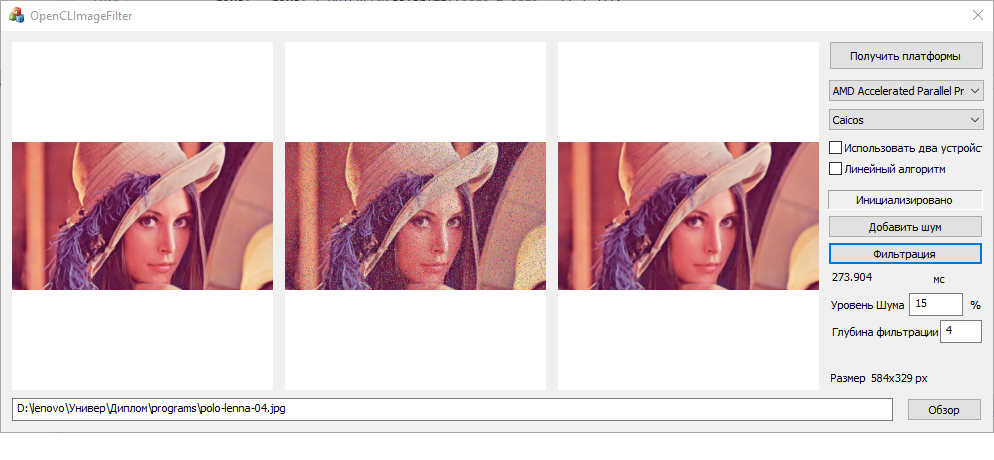 OpenCLImageFilter
Получить платформы
AMD Accelerated Parallel Pr
Caicos
Использовать два устройст
Линейный алгоритм
Инициализировано
Добавить шум
Фильтрация
273.904 мс
Уровень Шума 15 %
Глубина фильтрации 4
Размер 584x329 px
D:\lenovo\Универ\Диплом\programs\polo-lenna-04.jpg
Обзор